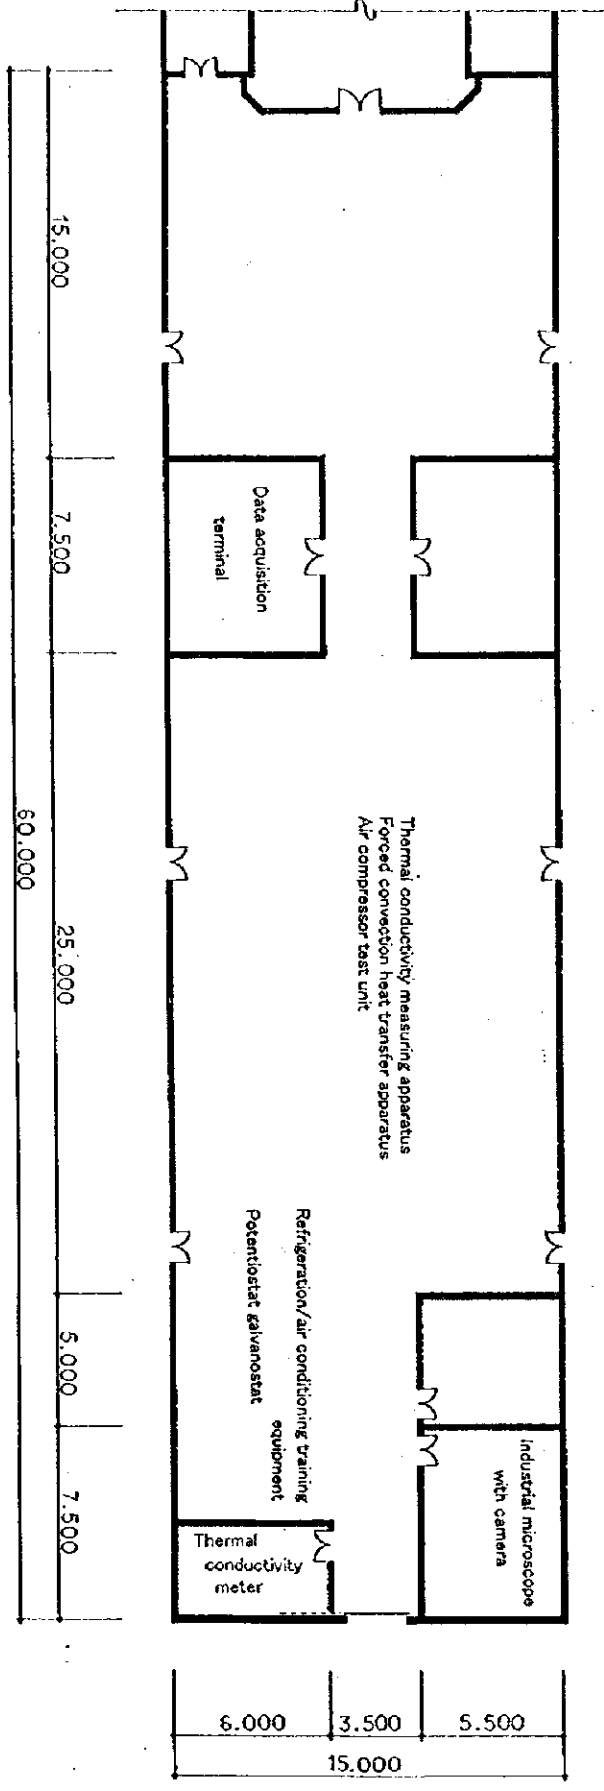 15.000
7.500
60.000
25.000
5.000
7.500
Data acquisition
terminal
Thermal conductivity measuring apparatus
Forced convection heat transfer apparatus
Air compressor test unit
Refrigeration/air conditioning training
equipment
Potentiostat galvanostat
Industrial microscope
with camera
Thermal
conductivity
meter
6.000
3.500
5.500
15.000